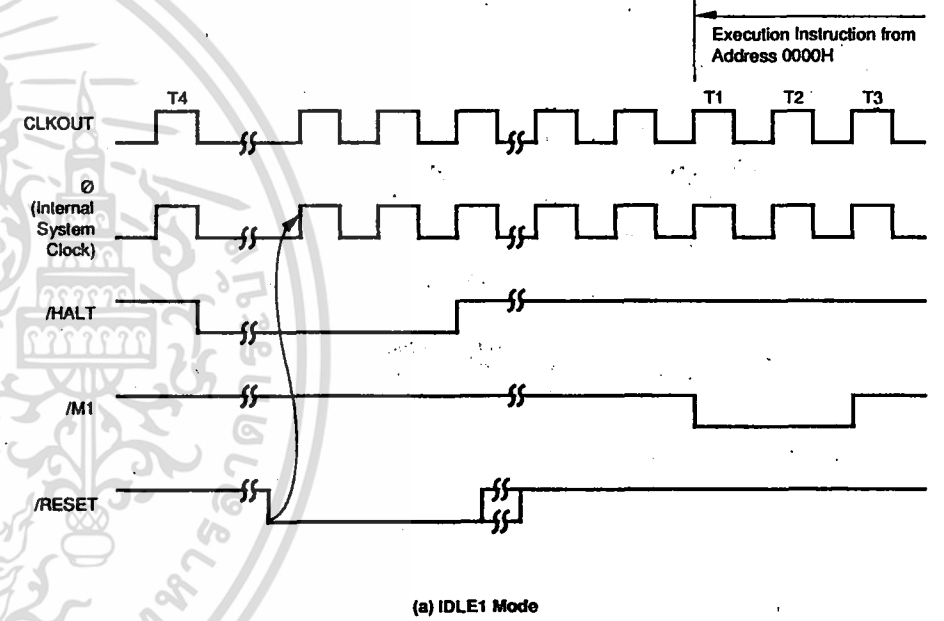 Execution Instruction from
Address 0000H
T4
T1
T2
T3
CLKOUT
Ø
(Internal
System
Clock)
/HALT
/M1
/RESET
(a) IDLE1 Mode